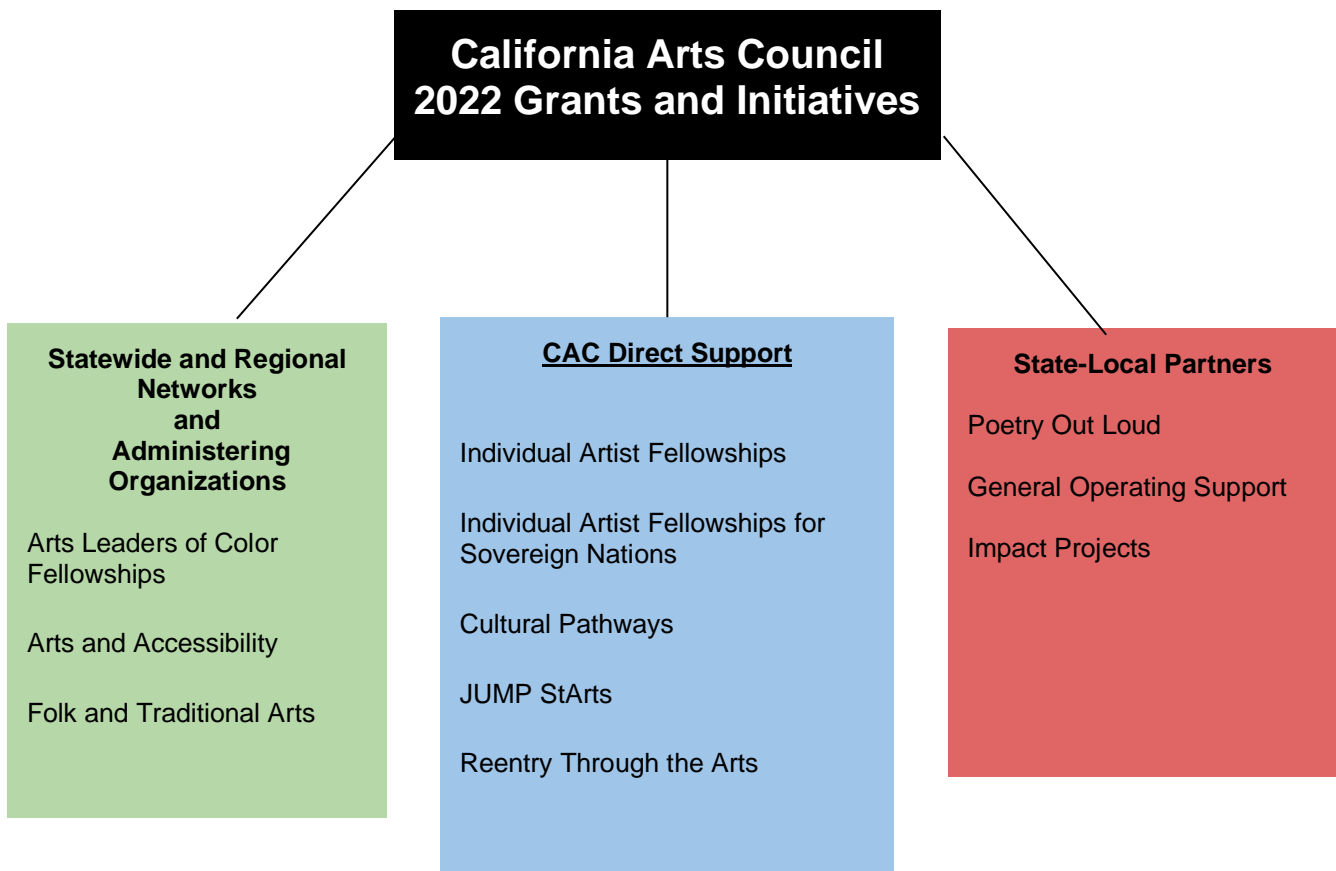 California Arts Council
2022 Grants and Initiatives
Statewide and Regional
Networks
and
Administering
Organizations
Arts Leaders of Color
Fellowships
Arts and Accessibility
Folk and Traditional Arts
CAC Direct Support
Individual Artist Fellowships
Individual Artist Fellowships for
Sovereign Nations
Cultural Pathways
JUMP StArts
Reentry Through the Arts
State-Local Partners
Poetry Out Loud
General Operating Support
Impact Projects